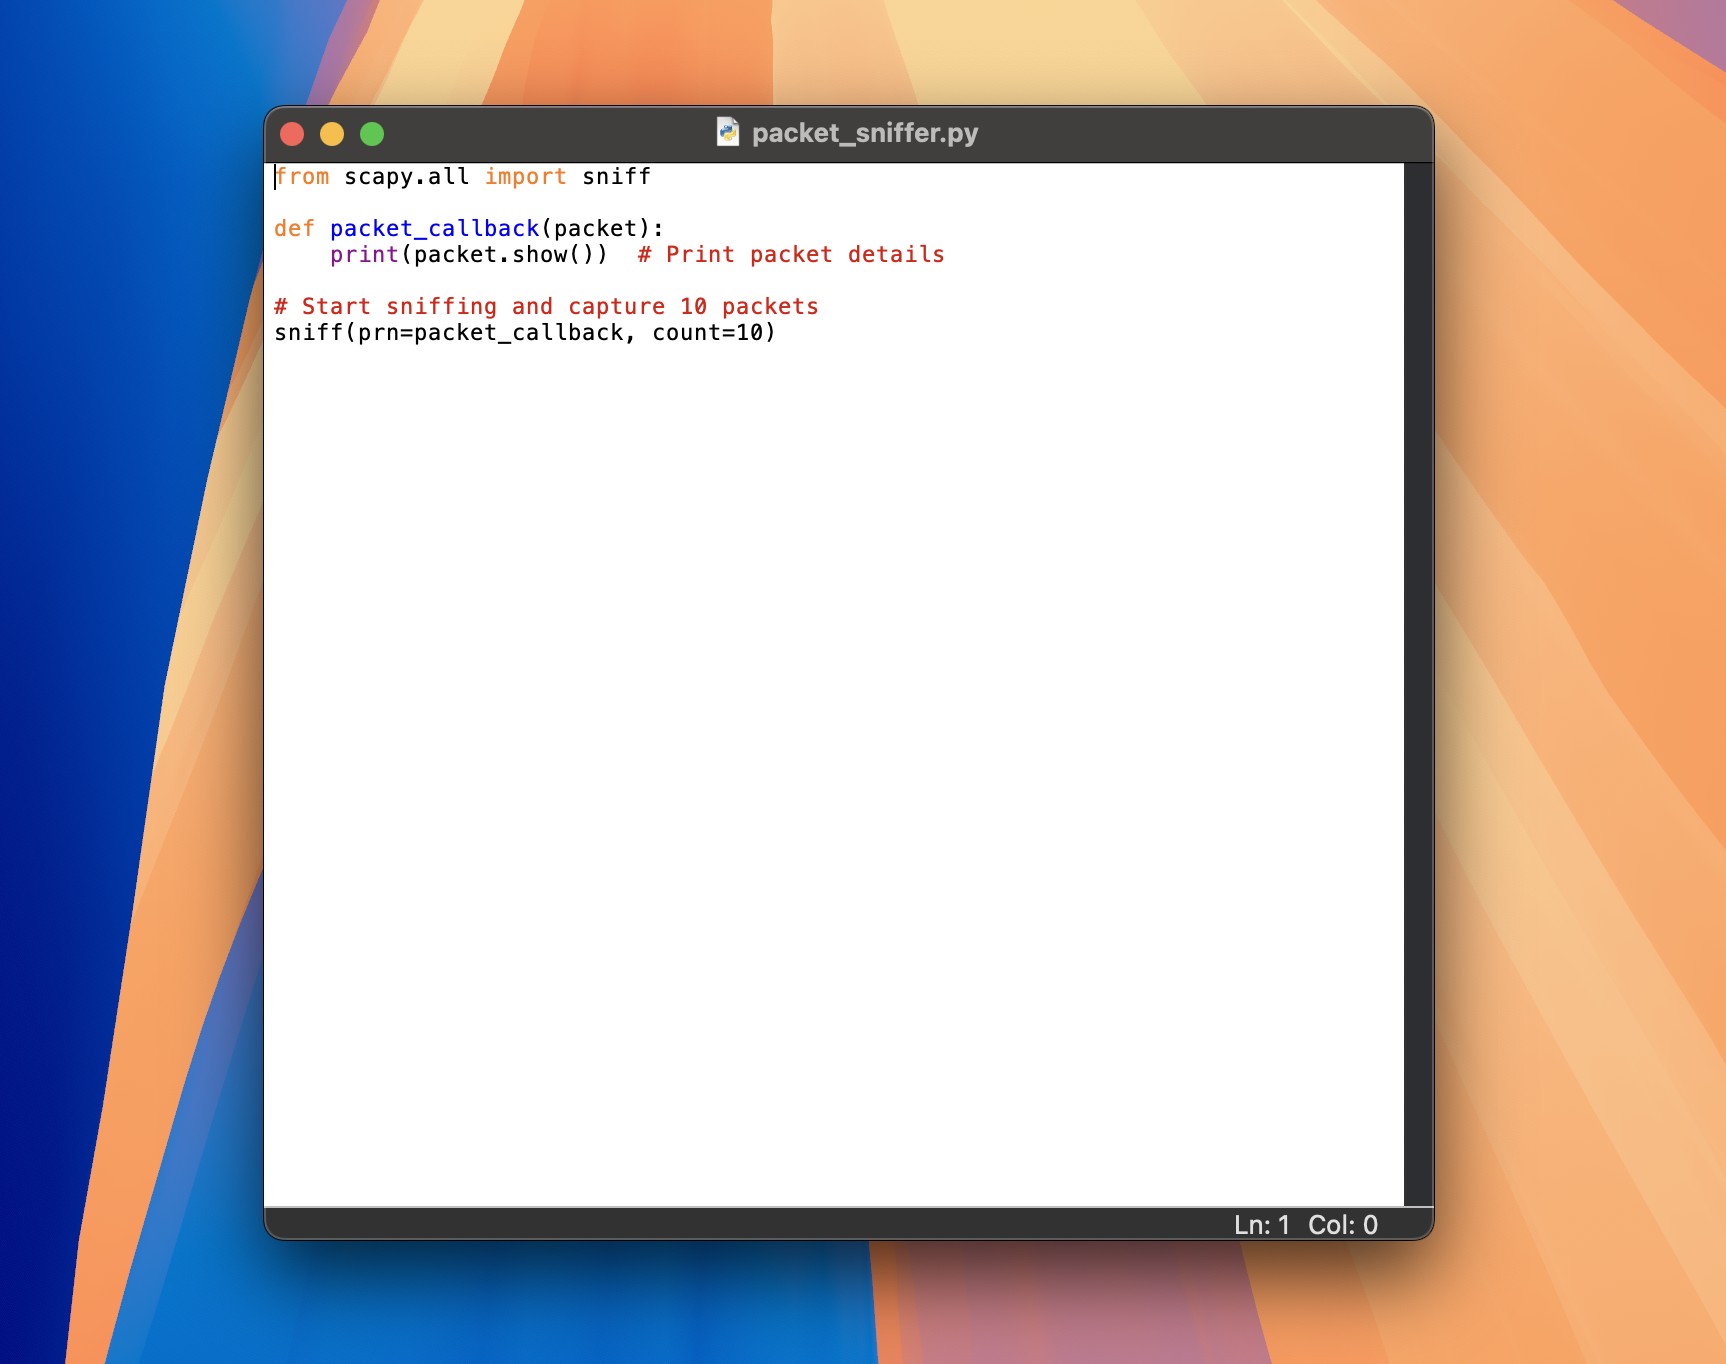 packet_sniffer.py
from scapy.all import sniff
def packet_callback(packet):
    print(packet.show())  # Print packet details
# Start sniffing and capture 10 packets
sniff(prn=packet_callback, count=10)
Ln: 1  Col: 0